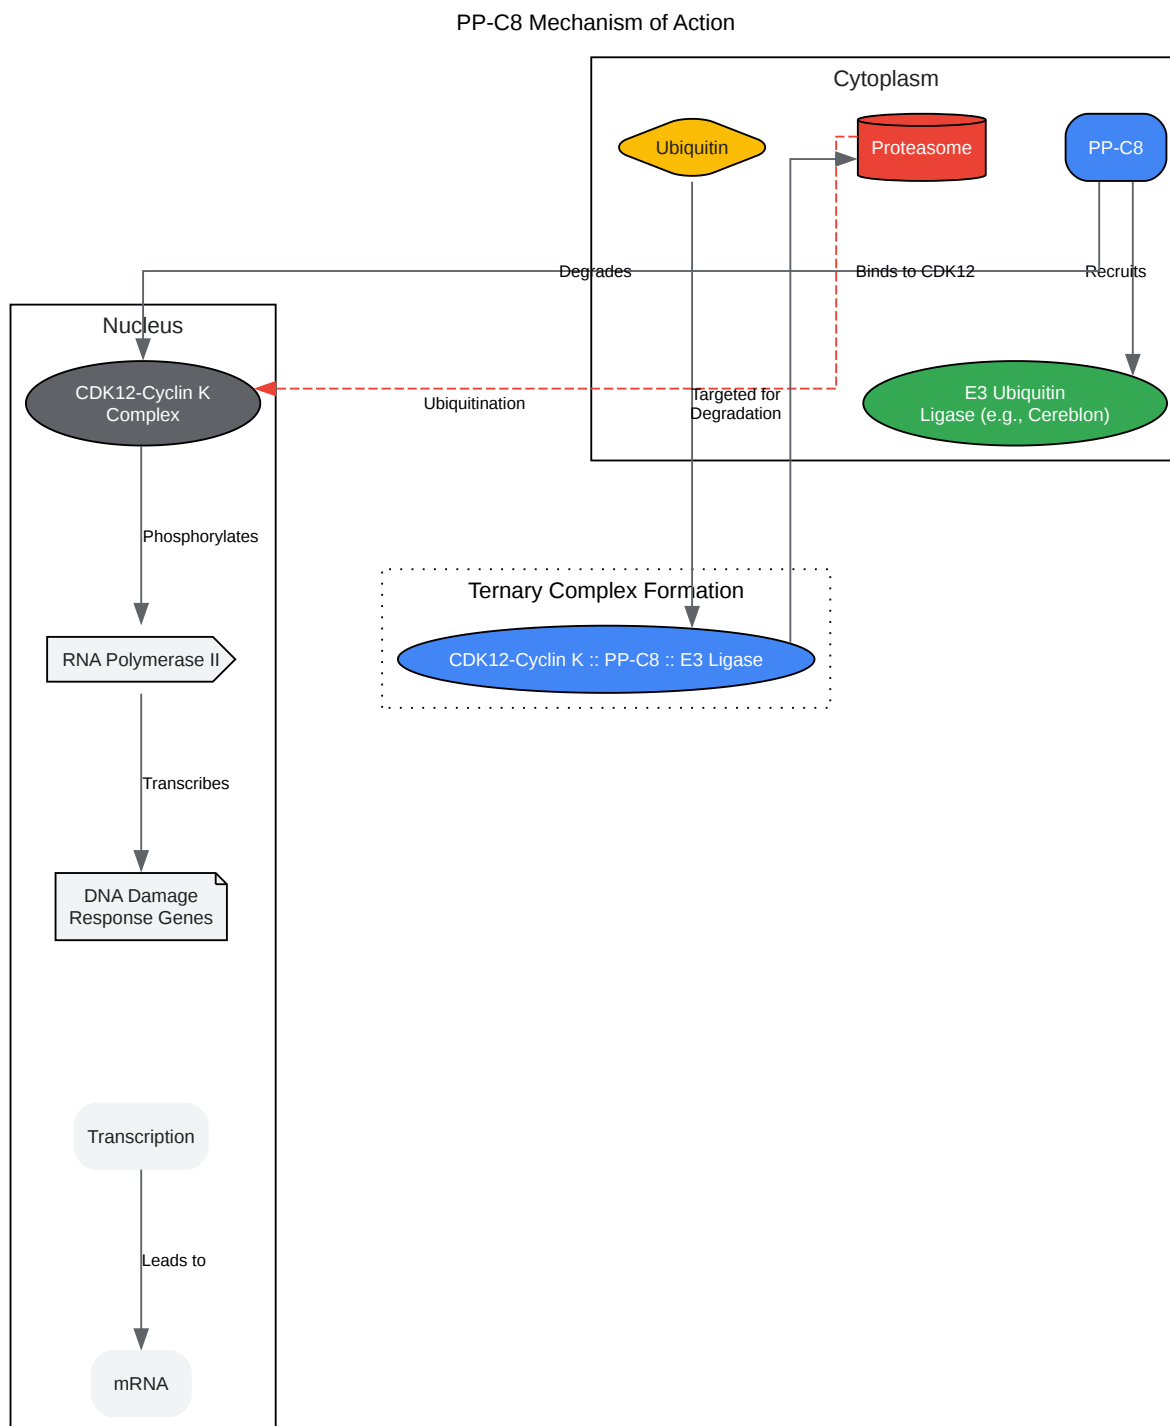 PP-C8 Mechanism of Action
Cytoplasm
Ubiquitin
Proteasome
PP-C8
Degrades
Binds to CDK12
Recruits
Nucleus
CDK12-Cyclin K
Complex
Ubiquitination
Targeted for
Degradation
E3 Ubiquitin
Ligase (e.g., Cereblon)
Phosphorylates
Ternary Complex Formation
CDK12-Cyclin K :: PP-C8 :: E3 Ligase
RNA Polymerase II
Transcribes
DNA Damage
Response Genes
Transcription
Leads to
mRNA